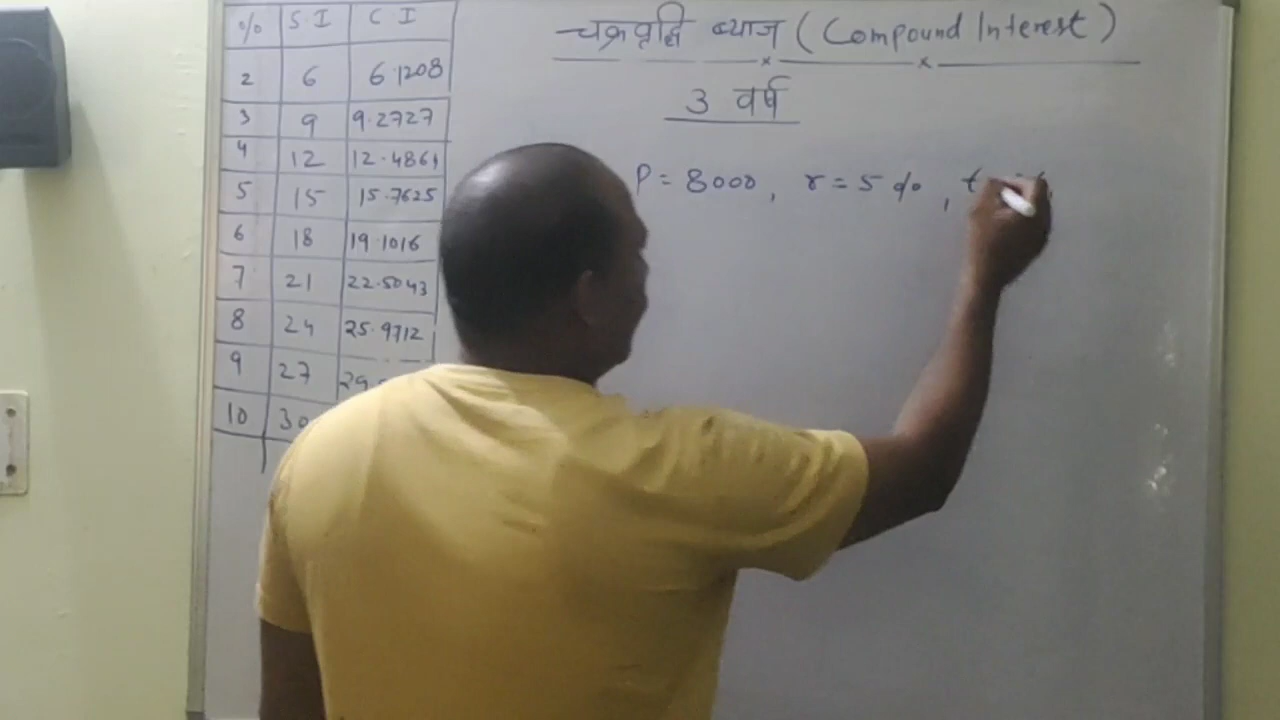 % S.I C.I
2 6 6.1208
3 9 9.2727
4 12 12.4864
5 15 15.7625
6 18 19.1016
7 21 22.5043
8 24 25.9712
9 27 29.
10 30
चक्रवृद्धि ब्याज (Compound Interest)
3 वर्ष
P = 8000, r = 5%, t